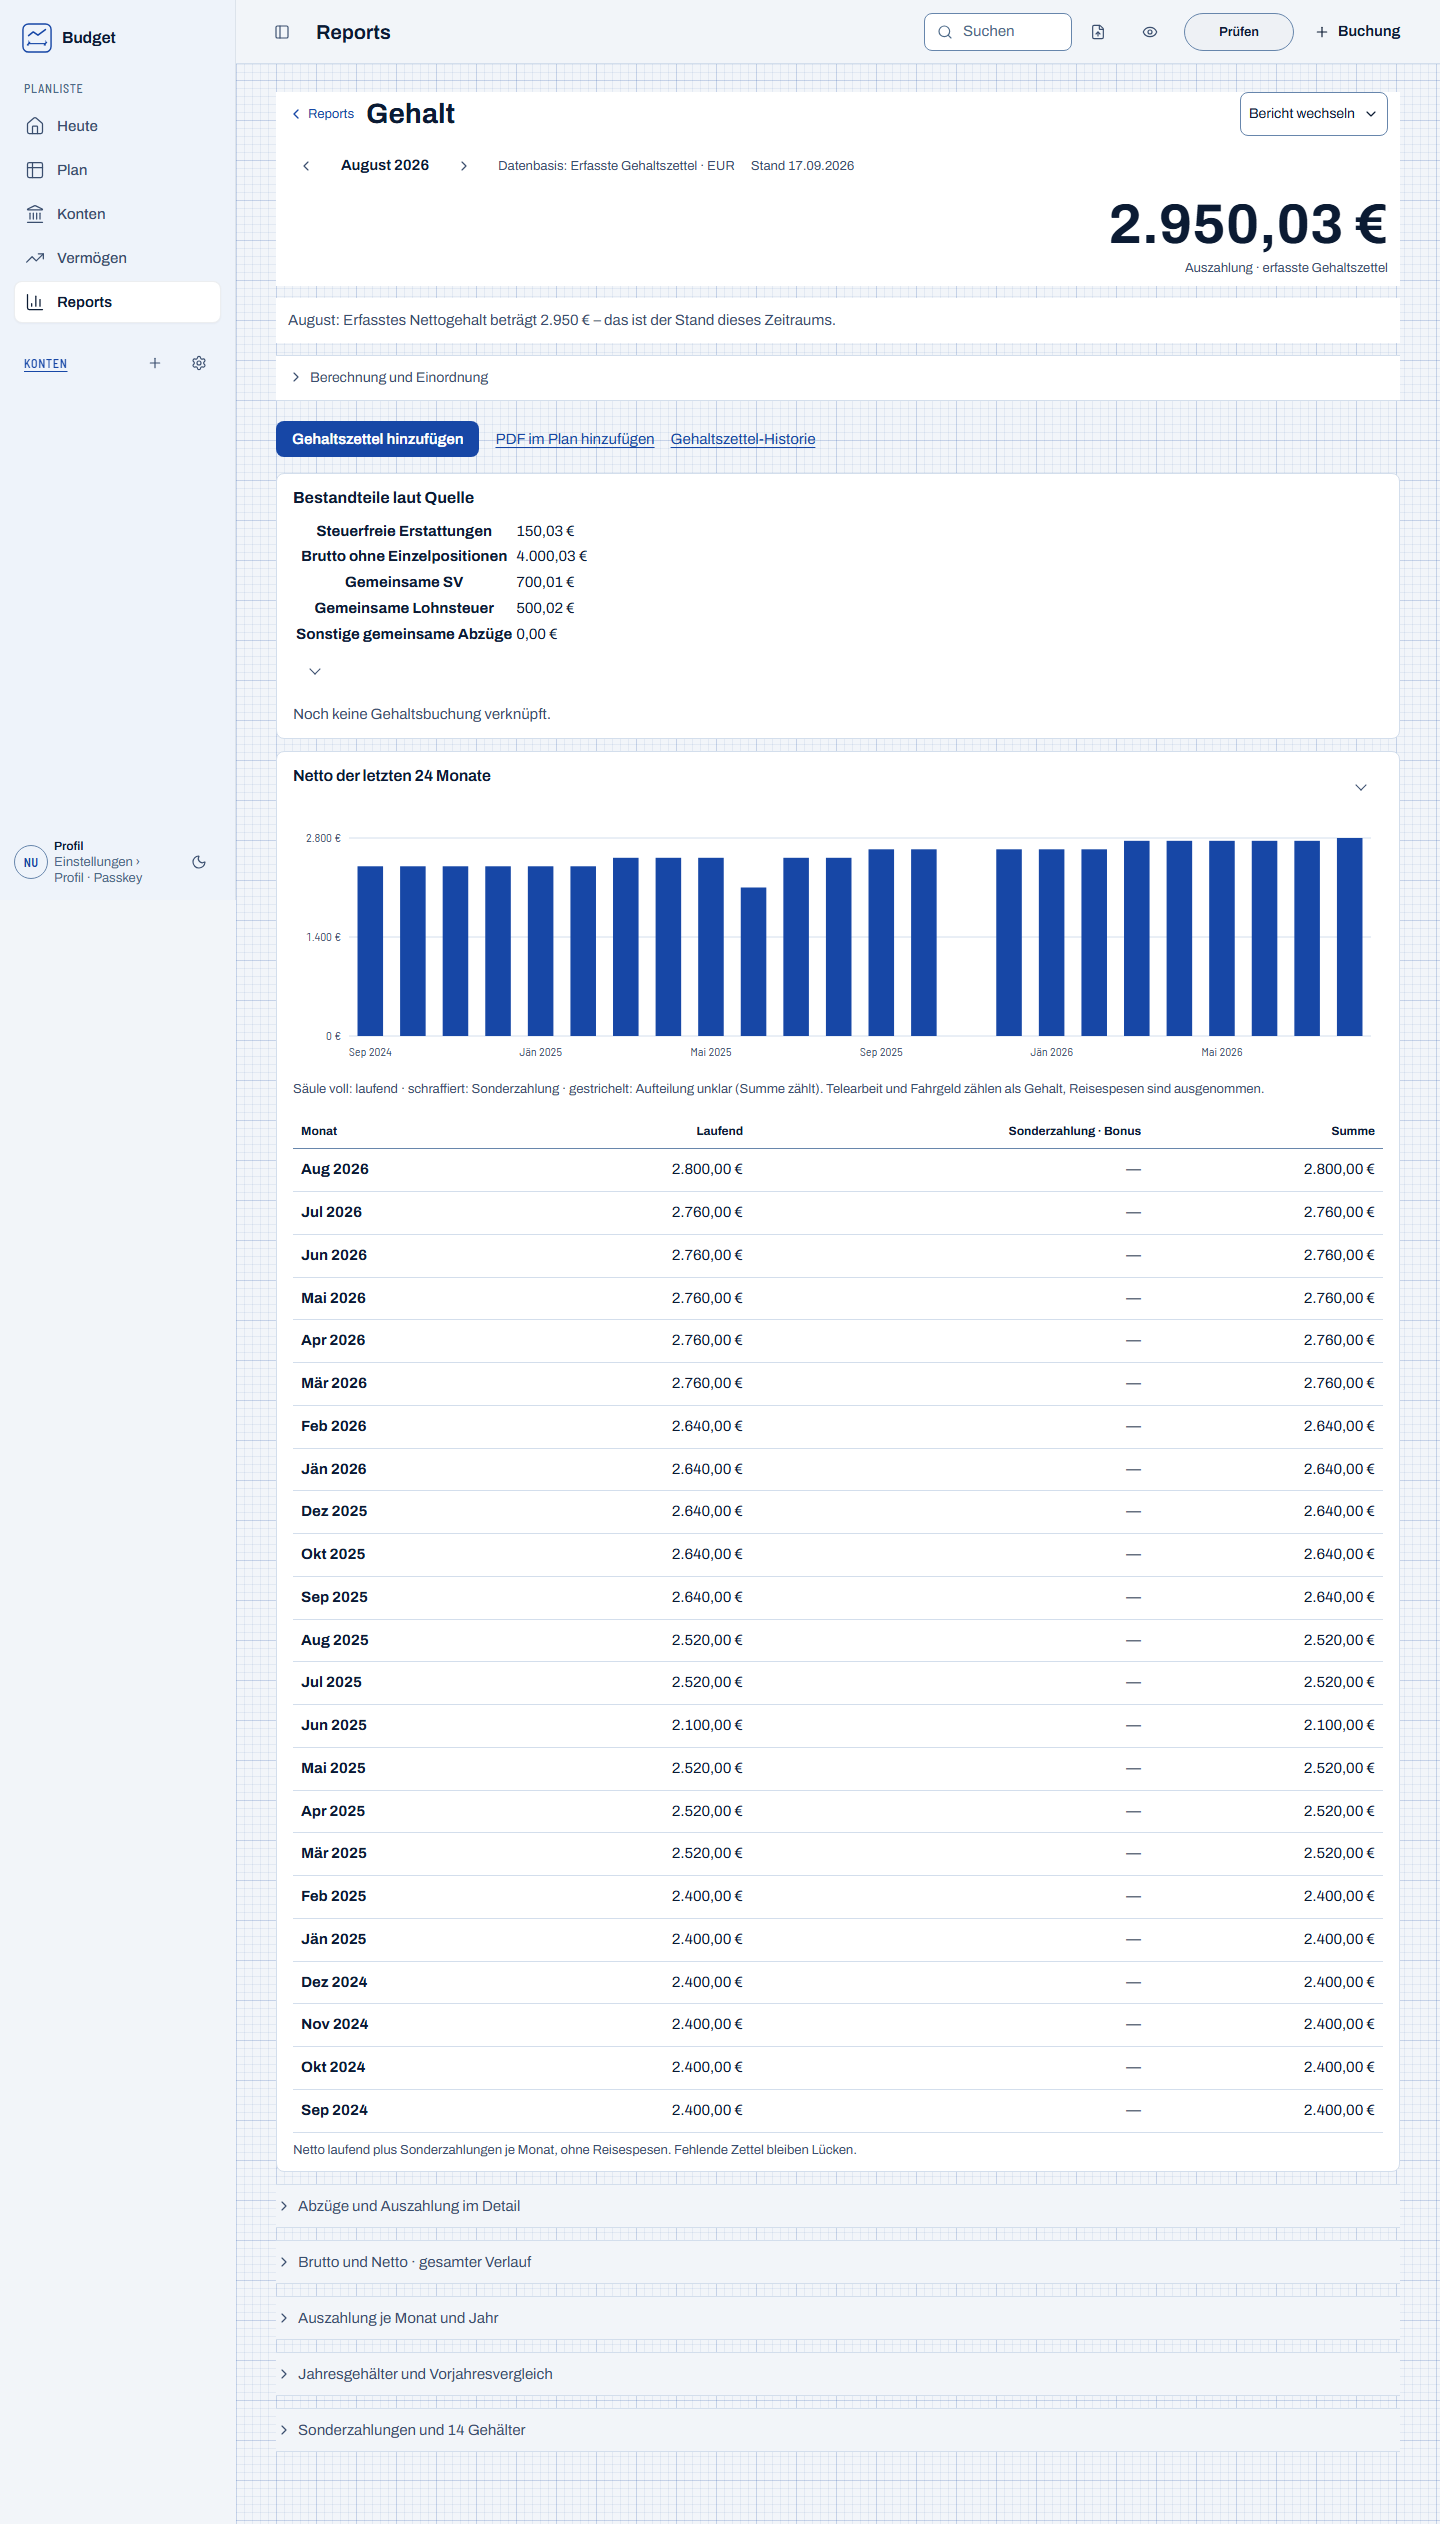 Budget
PLANLISTE
Heute
Plan
Konten
Vermögen
Reports
KONTEN
NU
Profil
Einstellungen ›
Profil · Passkey
Reports
Suchen
Prüfen
Buchung
Reports
Gehalt
Bericht wechseln
August 2026
Datenbasis: Erfasste Gehaltszettel · EUR
Stand 17.09.2026
2.950,03 €
Auszahlung · erfasste Gehaltszettel
August: Erfasstes Nettogehalt beträgt 2.950 € – das ist der Stand dieses Zeitraums.
Berechnung und Einordnung
Gehaltszettel hinzufügen
PDF im Plan hinzufügen
Gehaltszettel-Historie
Bestandteile laut Quelle
Steuerfreie Erstattungen 150,03 €
Brutto ohne Einzelpositionen 4.000,03 €
Gemeinsame SV 700,01 €
Gemeinsame Lohnsteuer 500,02 €
Sonstige gemeinsame Abzüge 0,00 €
Noch keine Gehaltsbuchung verknüpft.
Netto der letzten 24 Monate
2.800 €
1.400 €
0 €
Sep 2024 Jän 2025 Mai 2025 Sep 2025 Jän 2026 Mai 2026
Säule voll: laufend · schraffiert: Sonderzahlung · gestrichelt: Aufteilung unklar (Summe zählt). Telearbeit und Fahrgeld zählen als Gehalt, Reisespesen sind ausgenommen.
Monat Laufend Sonderzahlung · Bonus Summe
Aug 2026 2.800,00 € — 2.800,00 €
Jul 2026 2.760,00 € — 2.760,00 €
Jun 2026 2.760,00 € — 2.760,00 €
Mai 2026 2.760,00 € — 2.760,00 €
Apr 2026 2.760,00 € — 2.760,00 €
Mär 2026 2.760,00 € — 2.760,00 €
Feb 2026 2.640,00 € — 2.640,00 €
Jän 2026 2.640,00 € — 2.640,00 €
Dez 2025 2.640,00 € — 2.640,00 €
Okt 2025 2.640,00 € — 2.640,00 €
Sep 2025 2.640,00 € — 2.640,00 €
Aug 2025 2.520,00 € — 2.520,00 €
Jul 2025 2.520,00 € — 2.520,00 €
Jun 2025 2.100,00 € — 2.100,00 €
Mai 2025 2.520,00 € — 2.520,00 €
Apr 2025 2.520,00 € — 2.520,00 €
Mär 2025 2.520,00 € — 2.520,00 €
Feb 2025 2.400,00 € — 2.400,00 €
Jän 2025 2.400,00 € — 2.400,00 €
Dez 2024 2.400,00 € — 2.400,00 €
Nov 2024 2.400,00 € — 2.400,00 €
Okt 2024 2.400,00 € — 2.400,00 €
Sep 2024 2.400,00 € — 2.400,00 €
Netto laufend plus Sonderzahlungen je Monat, ohne Reisespesen. Fehlende Zettel bleiben Lücken.
Abzüge und Auszahlung im Detail
Brutto und Netto · gesamter Verlauf
Auszahlung je Monat und Jahr
Jahresgehälter und Vorjahresvergleich
Sonderzahlungen und 14 Gehälter